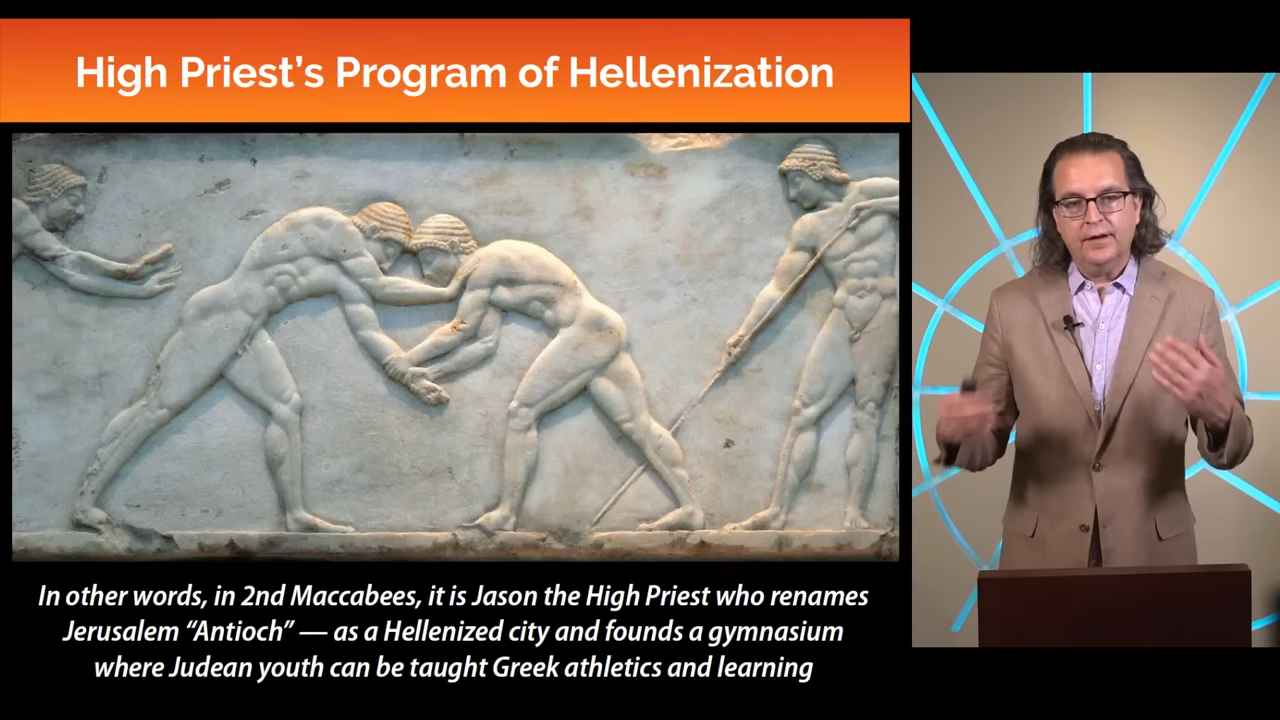 High Priest’s Program of Hellenization
In other words, in 2nd Maccabees, it is Jason the High Priest who renames
Jerusalem “Antioch” — as a Hellenized city and founds a gymnasium
where Judean youth can be taught Greek athletics and learning